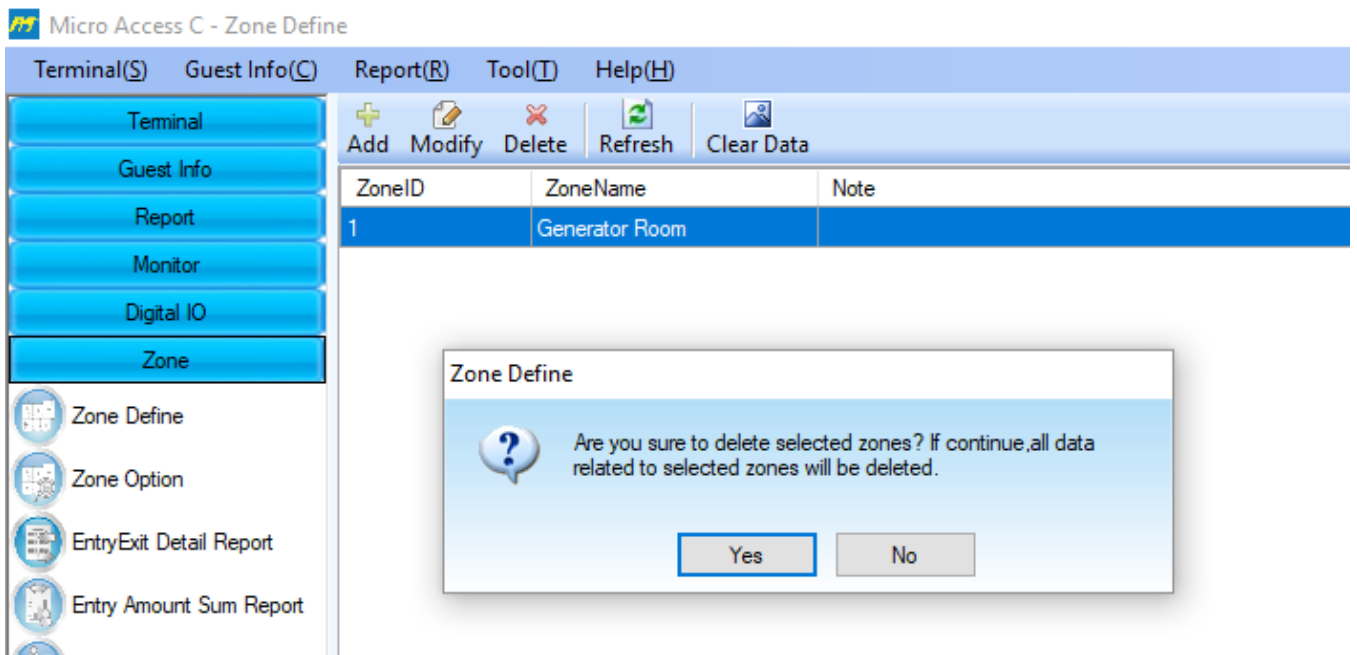 Micro Access C - Zone Define
Terminal(S) Guest Info(C) Report(R) Tool(T) Help(H)
Terminal
Guest Info
Report
Monitor
Digital IO
Zone
Zone Define
Zone Option
EntryExit Detail Report
Entry Amount Sum Report
Add Modify Delete Refresh Clear Data
ZoneID ZoneName Note
1 Generator Room
Zone Define
Are you sure to delete selected zones? If continue,all data
related to selected zones will be deleted.
Yes No